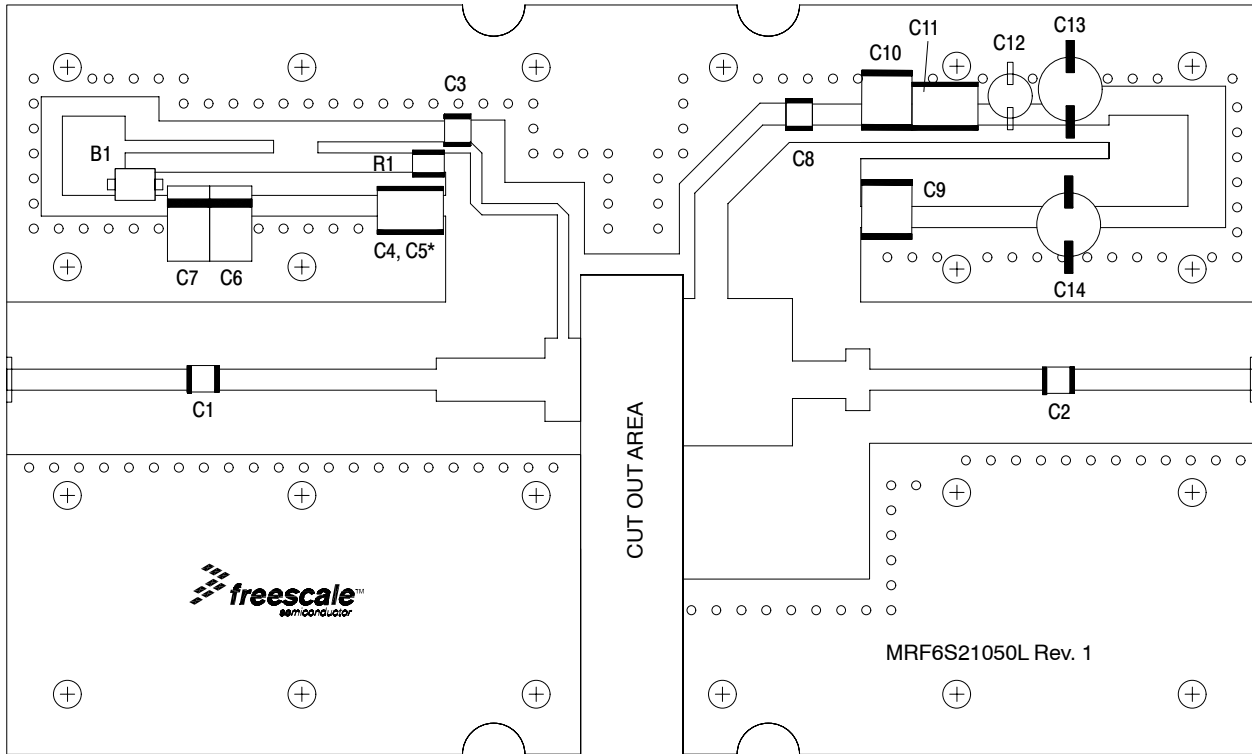 C13
C11
C12
C10
C3
B1
R1
C8
C9
C4, C5*
C7
C6
C14
C1
C2
CUT OUT AREA
freescale™
semiconductor
MRF6S21050L Rev. 1